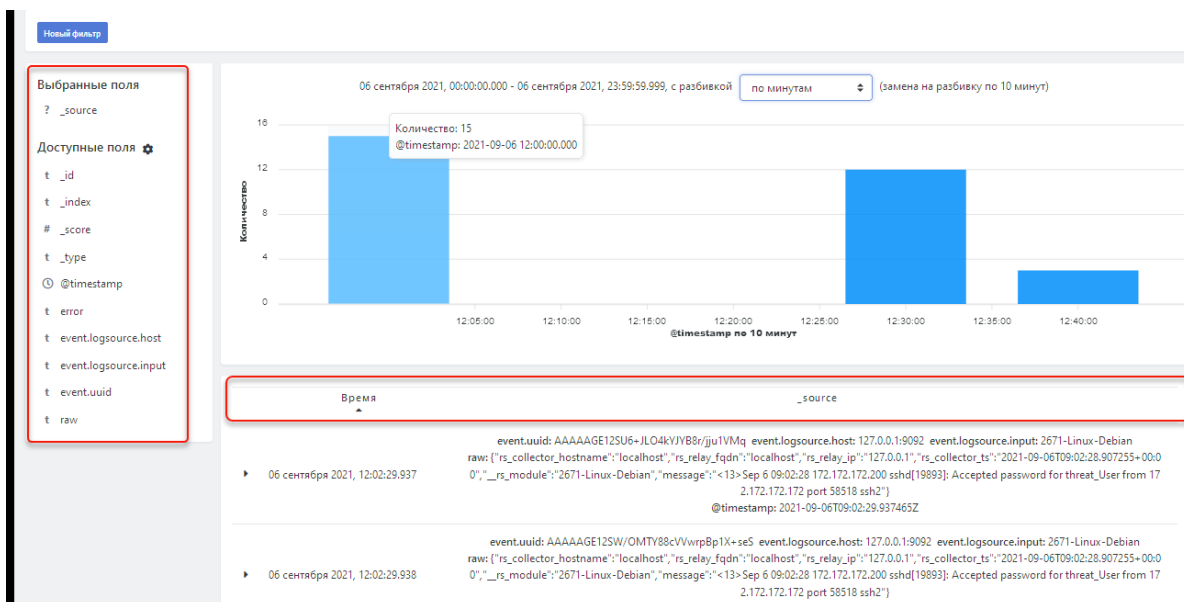 Новый фильтр
Выбранные поля
? _source
Доступные поля
t _id
t _index
# _score
t _type
@timestamp
t error
t event.logsource.host
t event.logsource.input
t event.uuid
t raw
06 сентября 2021, 00:00:00.000 - 06 сентября 2021, 23:59:59.999, с разбивкой по минутам (замена на разбивку по 10 минут)
Количество: 15
@timestamp: 2021-09-06 12:00:00.000
Количество
16
12
8
4
0
12:05:00 12:10:00 12:15:00 12:20:00 12:25:00 12:30:00 12:35:00 12:40:00
@timestamp по 10 минут
Время _source
event.uuid: AAAAAGE12SU6+JLO4kYJYB8r/jju1VMq event.logsource.host: 127.0.0.1:9092 event.logsource.input: 2671-Linux-Debian
raw: {"rs_collector_hostname":"localhost","rs_relay_fqdn":"localhost","rs_relay_ip":"127.0.0.1","rs_collector_ts":"2021-09-06T09:02:28.907255+00:0
06 сентября 2021, 12:02:29.937 0","__rs_module":"2671-Linux-Debian","message":"<13>Sep 6 09:02:28 172.172.172.200 sshd[19893]: Accepted password for threat_User from 17
2.172.172.172 port 58518 ssh2"}
@timestamp: 2021-09-06T09:02:29.937465Z
event.uuid: AAAAAGE12SW/OMTY88cVVwrpBp1X+seS event.logsource.host: 127.0.0.1:9092 event.logsource.input: 2671-Linux-Debian
raw: {"rs_collector_hostname":"localhost","rs_relay_fqdn":"localhost","rs_relay_ip":"127.0.0.1","rs_collector_ts":"2021-09-06T09:02:28.907255+00:0
06 сентября 2021, 12:02:29.938 0","__rs_module":"2671-Linux-Debian","message":"<13>Sep 6 09:02:28 172.172.172.200 sshd[19893]: Accepted password for threat_User from 17
2.172.172.172 port 58518 ssh2"}